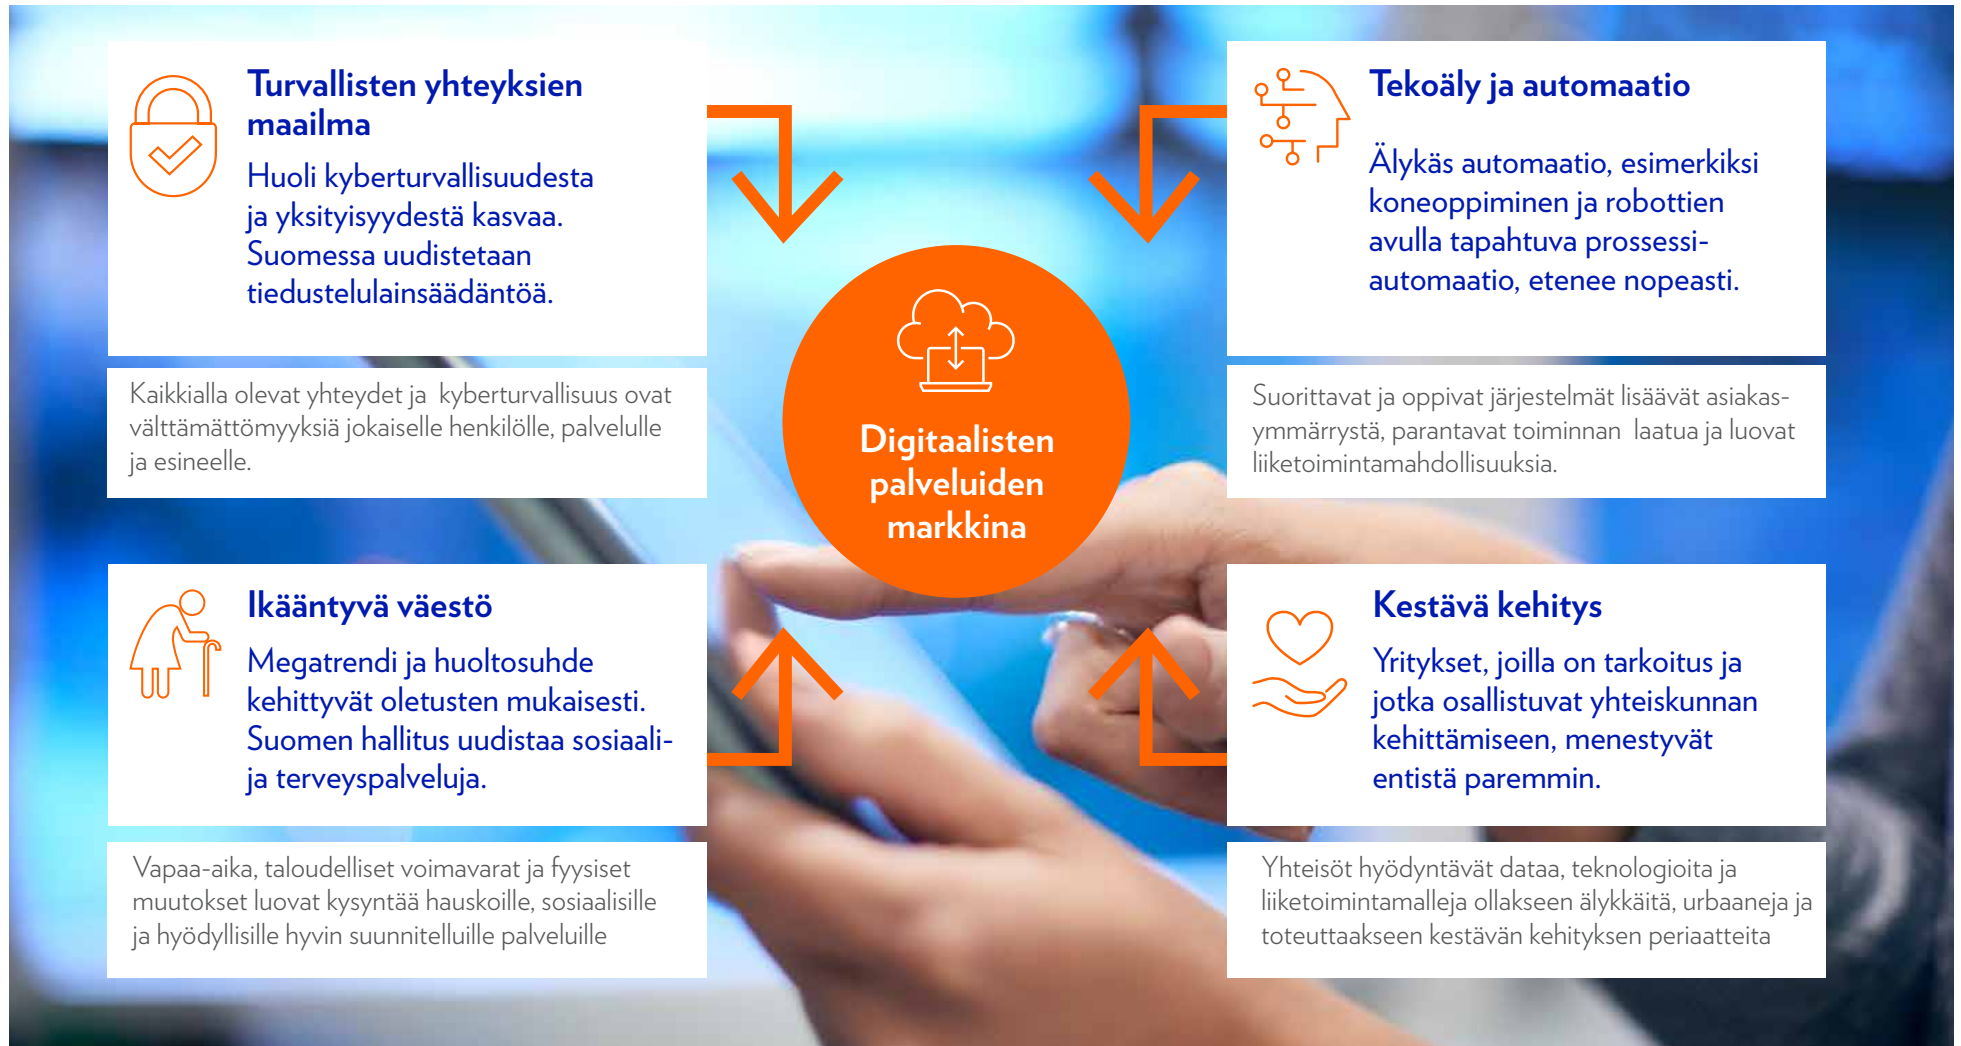 Turvallisten yhteyksien
maailma
Huoli kyberturvallisuudesta
ja yksityisyydestä kasvaa.
Suomessa uudistetaan
tiedustelulainsäädäntöä.
Kaikkialla olevat yhteydet ja kyberturvallisuus ovat
välttämättömyyksiä jokaiselle henkilölle, palvelulle
ja esineelle.
Tekoäly ja automaatio
Älykäs automaatio, esimerkiksi
koneoppiminen ja robottien
avulla tapahtuva prossessi-
automaatio, etenee nopeasti.
Suorittavat ja oppivat järjestelmät lisäävät asiakas-
ymmärrystä, parantavat toiminnan laatua ja luovat
liiketoimintamahdollisuuksia.
Digitaalisten
palveluiden
markkina
Ikääntyvä väestö
Megatrendi ja huoltosuhde
kehittyvät oletusten mukaisesti.
Suomen hallitus uudistaa sosiaali-
ja terveyspalveluja.
Vapaa-aika, taloudelliset voimavarat ja fyysiset
muutokset luovat kysyntää hauskoille, sosiaalisille
ja hyödyllisille hyvin suunnitelluille palveluille
Kestävä kehitys
Yritykset, joilla on tarkoitus ja
jotka osallistuvat yhteiskunnan
kehittämiseen, menestyvät
entistä paremmin.
Yhteisöt hyödyntävät dataa, teknologioita ja
liiketoimintamalleja ollakseen älykkäitä, urbaaneja ja
toteuttaakseen kestävän kehityksen periaatteita